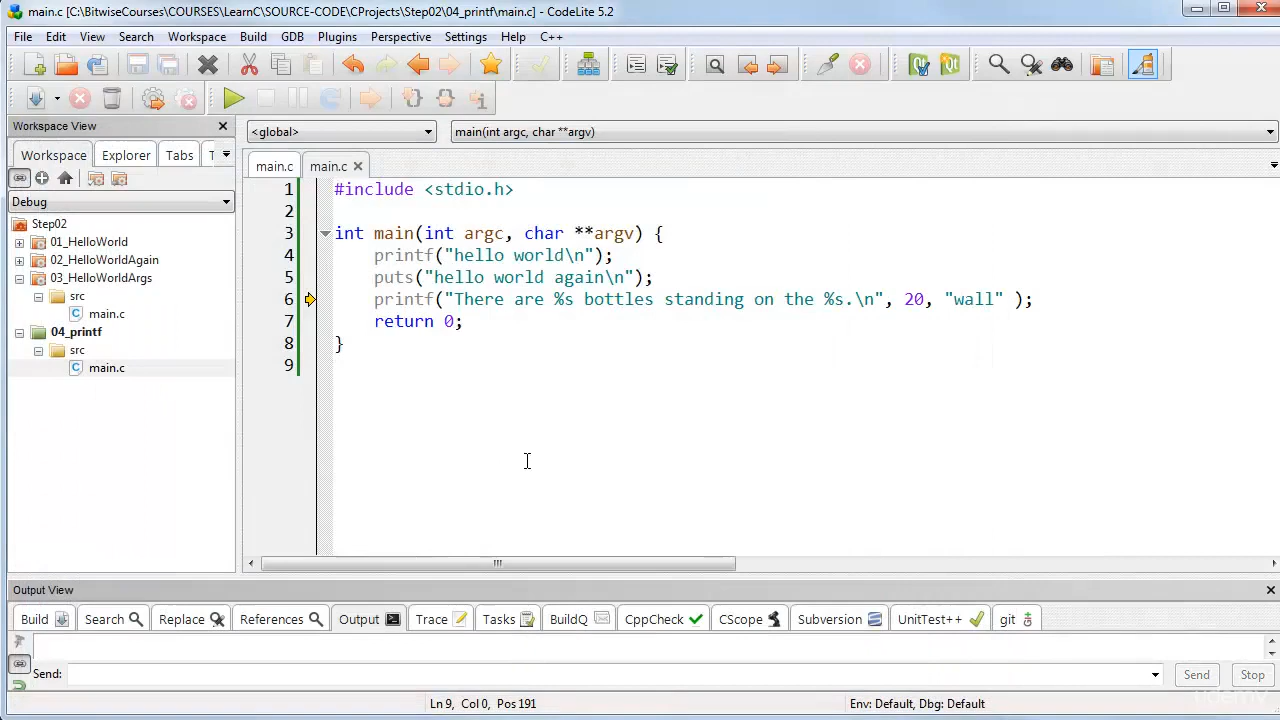 main.c [C:\BitwiseCourses\COURSES\LearnC\SOURCE-CODE\CProjects\Step02\04_printf\main.c] - CodeLite 5.2
File Edit View Search Workspace Build GDB Plugins Perspective Settings Help C++
Workspace View
<global> main(int argc, char **argv)
Workspace Explorer Tabs T
main.c main.c
Debug
Step02
01_HelloWorld
02_HelloWorldAgain
03_HelloWorldArgs
src
main.c
04_printf
src
main.c
1 #include <stdio.h>
2
3 int main(int argc, char **argv) {
4 printf("hello world\n");
5 puts("hello world again\n");
6 printf("There are %s bottles standing on the %s.\n", 20, "wall" );
7 return 0;
8 }
9
Output View
Build Search Replace References Output Trace Tasks BuildQ CppCheck CScope Subversion UnitTest++ git
Send: Send Stop
Ln 9, Col 0, Pos 191 Env: Default, Dbg: Default
udemy